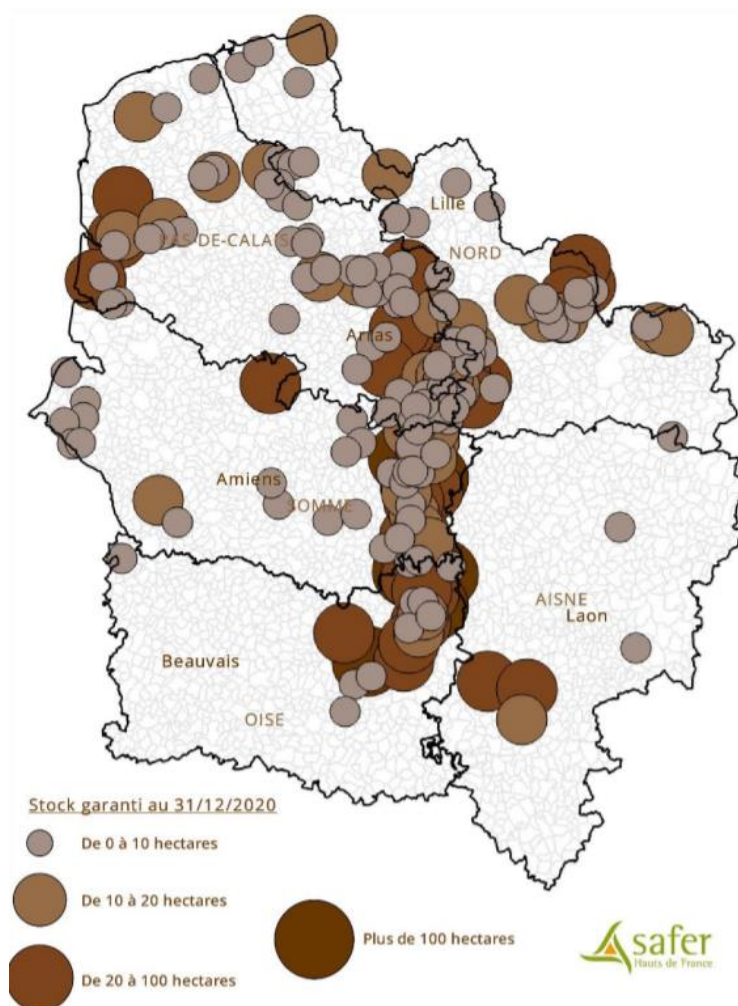 Lille
NORD
PAS-DE-CALAIS
Arras
Amiens
SOMME
AISNE
Laon
Beauvais
OISE
Stock garanti au 31/12/2020
De 0 à 10 hectares
De 10 à 20 hectares
Plus de 100 hectares
De 20 à 100 hectares
safer
Hauts de France